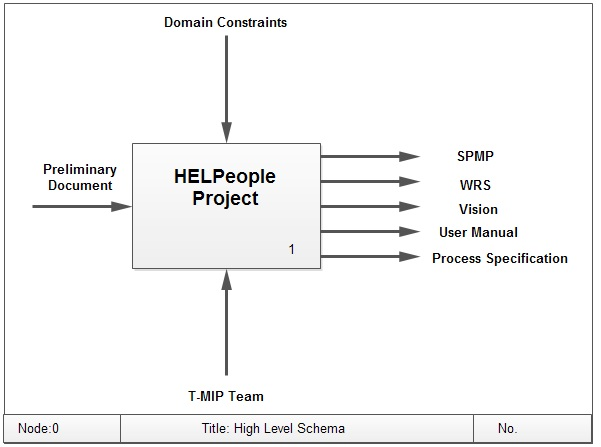 Domain Constraints
Preliminary
Document
HELPeople
Project
1
SPMP
WRS
Vision
User Manual
Process Specification
T-MIP Team
Node:0
Title: High Level Schema
No.